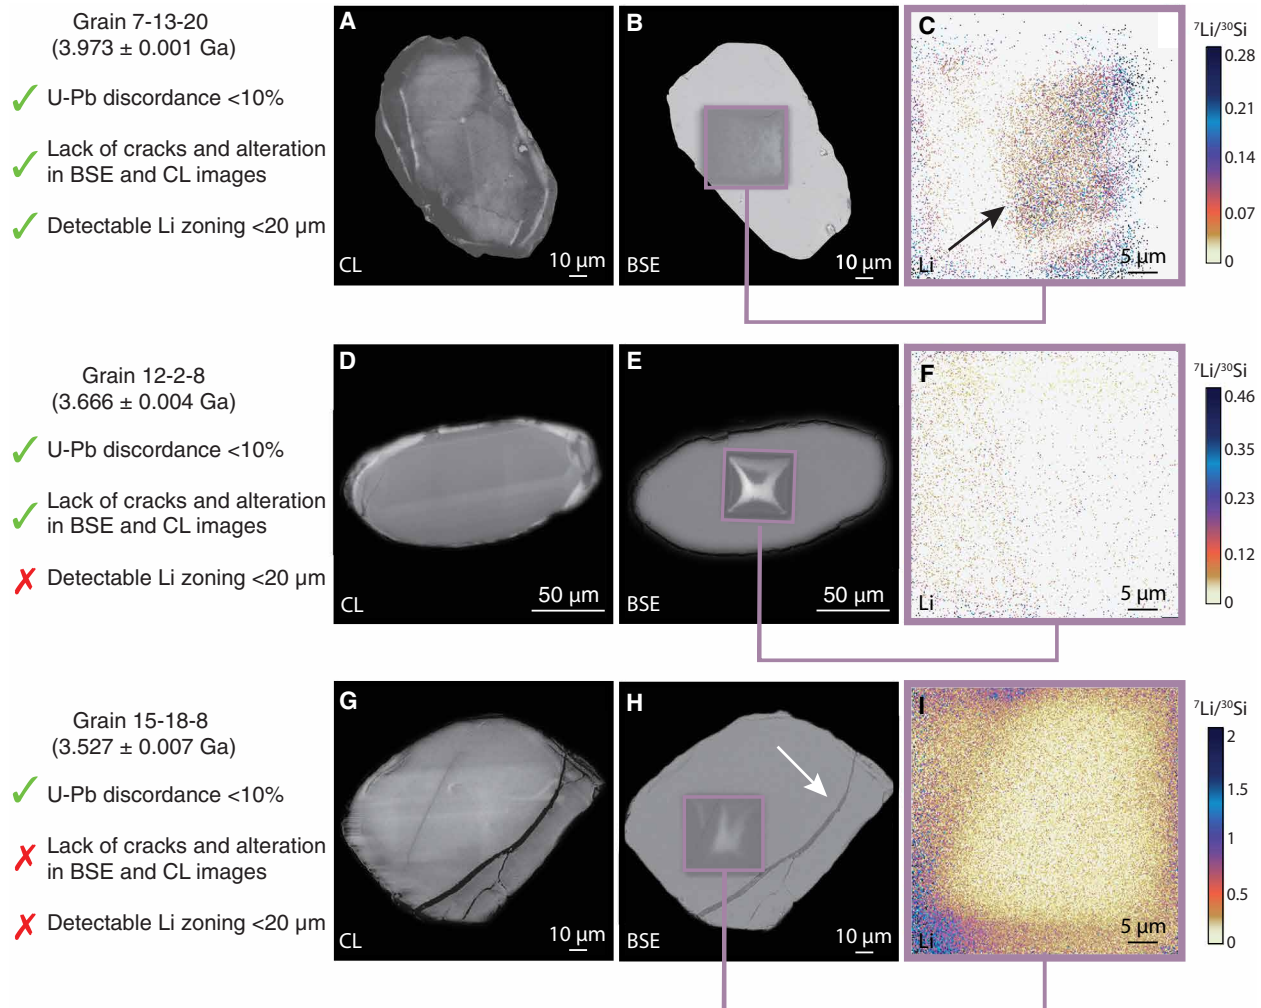 Grain 7-13-20
(3.973 ± 0.001 Ga)
✓ U-Pb discordance <10%
✓ Lack of cracks and alteration
in BSE and CL images
✓ Detectable Li zoning <20 µm
A
CL
10 µm
B
BSE
10 µm
C
Li
5 µm
⁷Li/³⁰Si
0.28
0.21
0.14
0.07
0
Grain 12-2-8
(3.666 ± 0.004 Ga)
✓ U-Pb discordance <10%
✓ Lack of cracks and alteration
in BSE and CL images
✗ Detectable Li zoning <20 µm
D
CL
50 µm
E
BSE
50 µm
F
Li
5 µm
⁷Li/³⁰Si
0.46
0.35
0.23
0.12
0
Grain 15-18-8
(3.527 ± 0.007 Ga)
✓ U-Pb discordance <10%
✗ Lack of cracks and alteration
in BSE and CL images
✗ Detectable Li zoning <20 µm
G
CL
10 µm
H
BSE
10 µm
I
Li
5 µm
⁷Li/³⁰Si
2
1.5
1
0.5
0